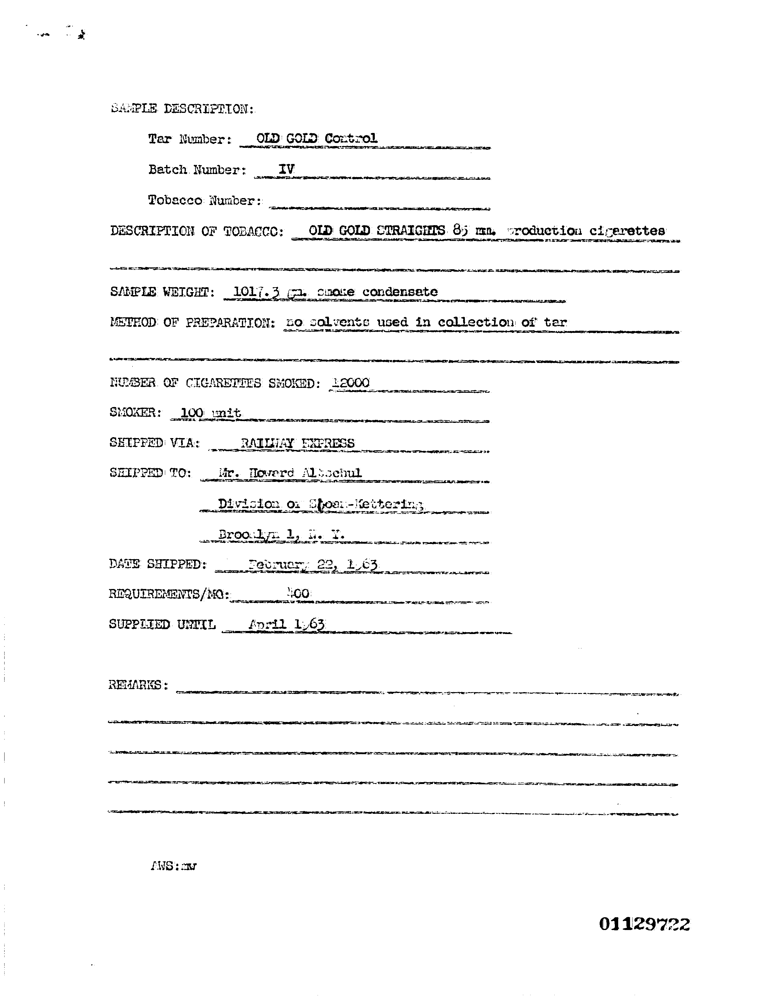 SAMPLE DESCRIPTION:
Tar Number: OLD GOLD Control
Batch Number: IV
Tobacco Number:
DESCRIPTION OF TOBACCO: OLD GOLD STRAIGHTS 85 mm. production cigarettes
SAMPLE WEIGHT: 1017.3 gm. smoke condensate
METHOD OF PREPARATION: no solvents used in collection of tar
NUMBER OF CIGARETTES SMOKED: 12000
SMOKER: 100 unit
SHIPPED VIA: RAILWAY EXPRESS
SHIPPED TO: Mr. Howard Altschul
Division of Sloan-Kettering
Brooklyn 1, N. Y.
DATE SHIPPED: February 22, 1963
REQUIREMENTS/MO:
SUPPLIED UNTIL April 1963
REMARKS:
AWS:
01129722